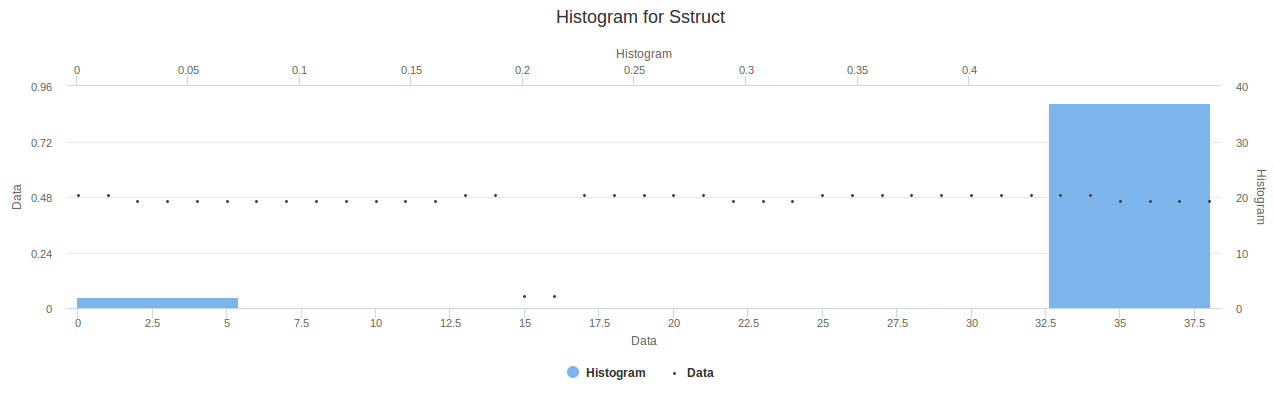 Histogram for Sstruct
Histogram
0 0.05 0.1 0.15 0.2 0.25 0.3 0.35 0.4
0.96 40
0.72 30
0.48 20
0.24 10
0 0
Data
Histogram
0 2.5 5 7.5 10 12.5 15 17.5 20 22.5 25 27.5 30 32.5 35 37.5
Data
Histogram Data